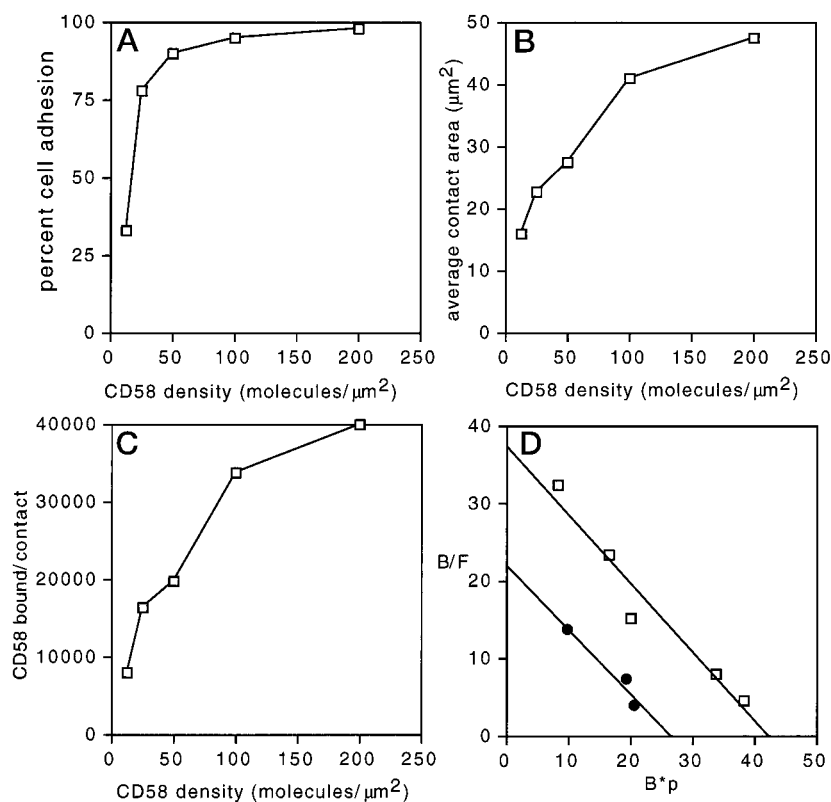 A
100
75
50
25
0
percent cell adhesion
0 50 100 150 200 250
CD58 density (molecules/μm²)
B
50
40
30
20
10
0
average contact area (μm²)
0 50 100 150 200 250
CD58 density (molecules/μm²)
C
40000
30000
20000
10000
0
CD58 bound/contact
0 50 100 150 200 250
CD58 density (molecules/μm²)
D
40
30
B/F
20
10
0
0 10 20 30 40 50
B*p